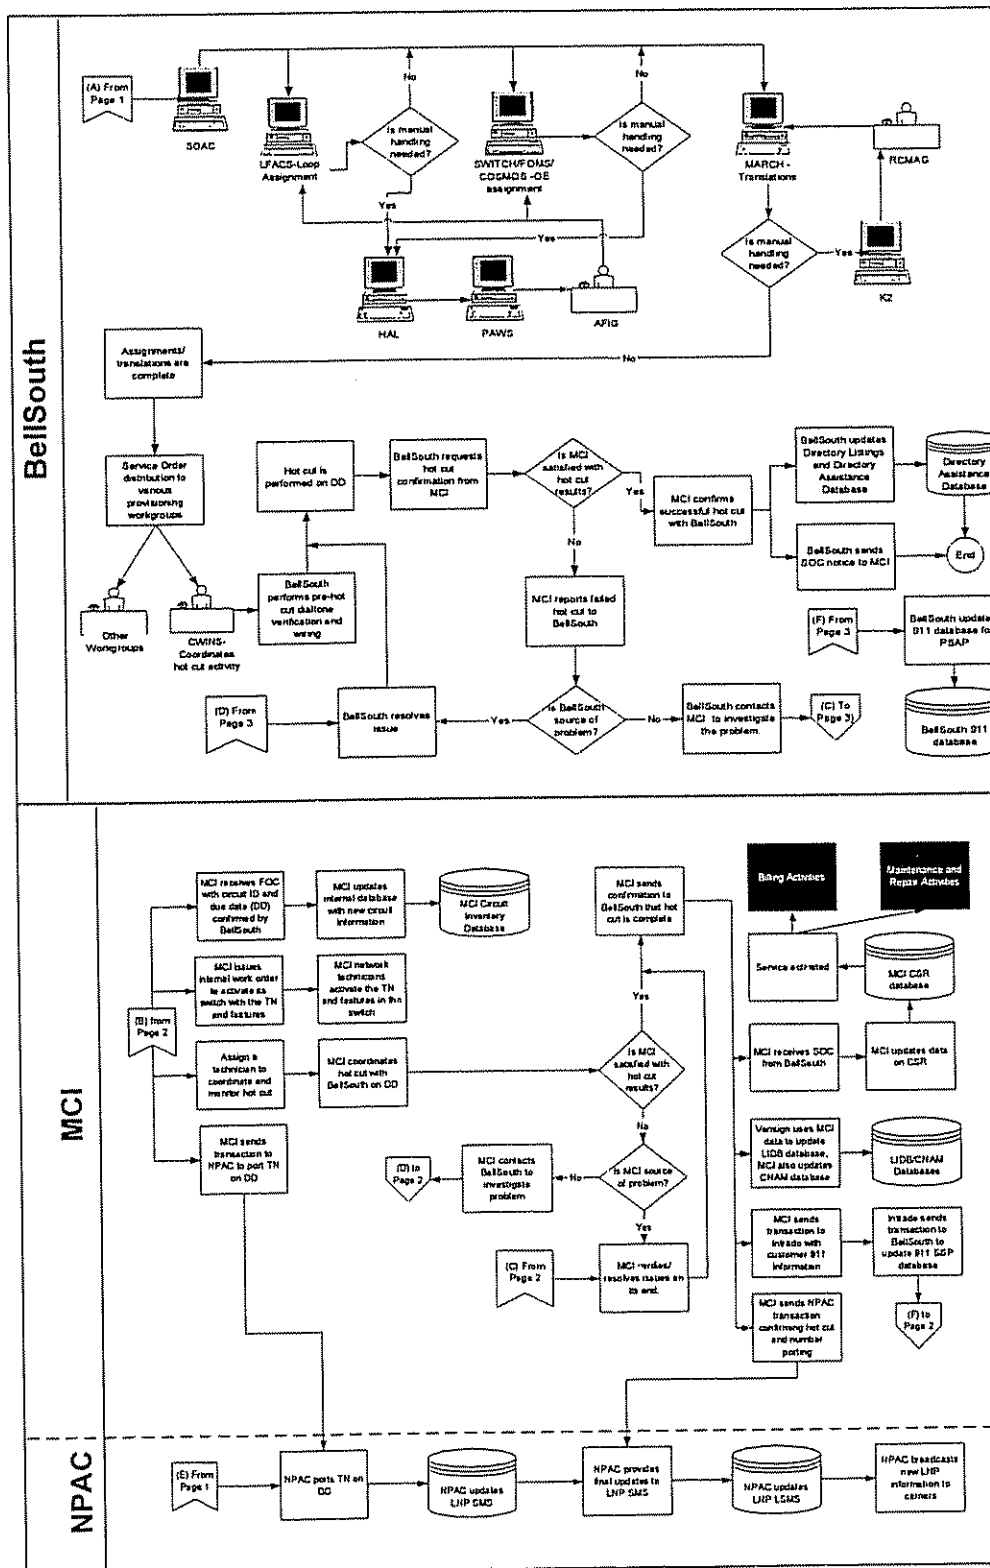 BellSouth
(A) From
Page 1
SOAC
LFACS-Loop
Assignment
No
Is manual
handling
needed?
Yes
SWITCH/FOMS/
COSMOS -OE
assignment
No
Is manual
handling
needed?
Yes
MARCH -
Translations
RCMAG
Is manual
handling
needed?
Yes
K2
HAL
PAWS
AFIG
No
Assignments/
translations are
complete
Service Order
distribution to
various
provisioning
workgroups
Other
Workgroups
CWINS-
Coordinates
hot cut activity
BellSouth
performs pre-hot
cut dialtone
verification and
wiring
Hot cut is
performed on DD
BellSouth requests
hot cut
confirmation from
MCI
Is MCI
satisfied with
hot cut
results?
Yes
No
MCI confirms
successful hot cut
with BellSouth
BellSouth updates
Directory Listings
and Directory
Assistance
Database
Directory
Assistance
Database
BellSouth sends
SOC notice to MCI
End
MCI reports failed
hot cut to
BellSouth
(F) From
Page 3
BellSouth updates
911 database for
PSAP
BellSouth 911
database
(D) From
Page 3
BellSouth resolves
issue
Yes
Is BellSouth
source of
problem?
No
BellSouth contacts
MCI to investigate
the problem.
(C) To
Page 3)
MCI
(B) from
Page 2
MCI receives FOC
with circuit ID and
due date (DD)
confirmed by
BellSouth
MCI updates
internal database
with new circuit
information
MCI Circuit
Inventory
Database
MCI issues
internal work order
to activate its
switch with the TN
and features
MCI network
technicians
activate the TN
and features in the
switch
Assign a
technician to
coordinate and
monitor hot cut
MCI coordinates
hot cut with
BellSouth on DD
MCI sends
transaction to
NPAC to port TN
on DD
MCI sends
confirmation to
BellSouth that hot
cut is complete
Yes
Is MCI
satisfied with
hot cut
results?
No
Is MCI source
of problem?
No
MCI contacts
BellSouth to
investigate
problem
(D) to
Page 2
Yes
(C) From
Page 2
MCI verifies/
resolves issues on
its end.
Billing Activities
Maintenance and
Repair Activities
Service activated
MCI CSR
database
MCI receives SOC
from BellSouth
MCI updates data
on CSR
Verisign uses MCI
data to update
LIDB database,
MCI also updates
CNAM database
LIDB/CNAM
Databases
MCI sends
transaction to
Intrado with
customer 911
information
Intrado sends
transaction to
BellSouth to
update 911 SOP
database
(F) to
Page 2
MCI sends NPAC
transaction
confirming hot cut
and number
porting
NPAC
(E) From
Page 1
NPAC ports TN on
DD
NPAC updates
LNP SMS
NPAC provides
final updates to
LNP SMS
NPAC updates
LNP LSMS
NPAC broadcasts
new LNP
information to
carriers